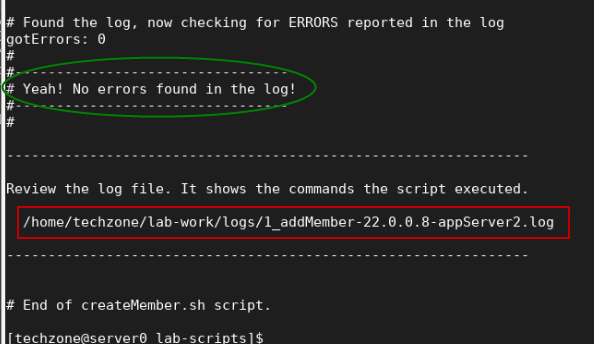 # Found the log, now checking for ERRORS reported in the log
gotErrors: 0
#
#---------------------------------
# Yeah! No errors found in the log!
#---------------------------------
#
---------------------------------------------------------------
Review the log file. It shows the commands the script executed.
/home/techzone/lab-work/logs/1_addMember-22.0.0.8-appServer2.log
---------------------------------------------------------------
# End of createMember.sh script.
[techzone@server0 lab-scripts]$